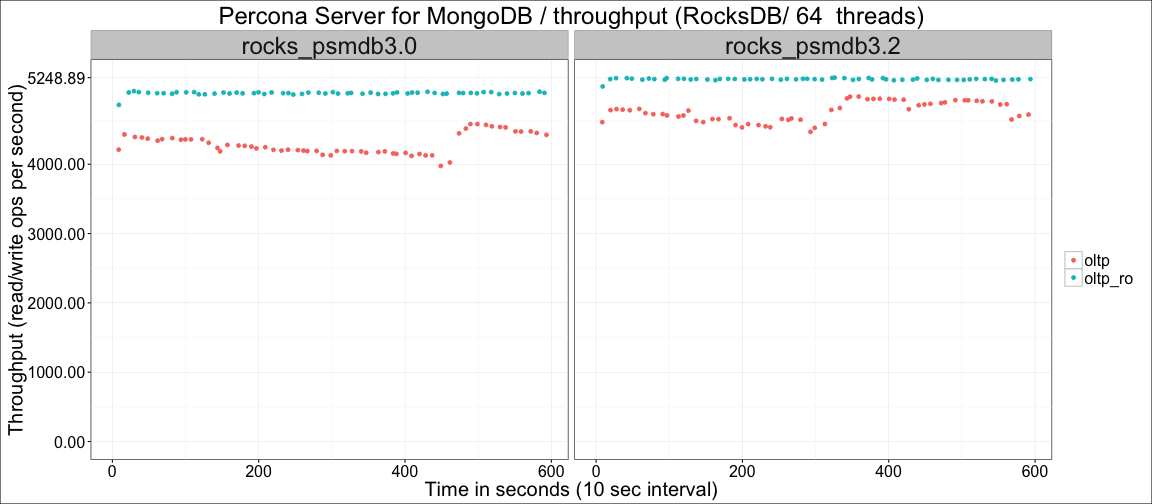 Percona Server for MongoDB / throughput (RocksDB/ 64  threads)
rocks_psmdb3.0
rocks_psmdb3.2
Throughput (read/write ops per second)
5248.89
4000.00
3000.00
2000.00
1000.00
0.00
oltp
oltp_ro
0 200 400 600
0 200 400 600
Time in seconds (10 sec interval)